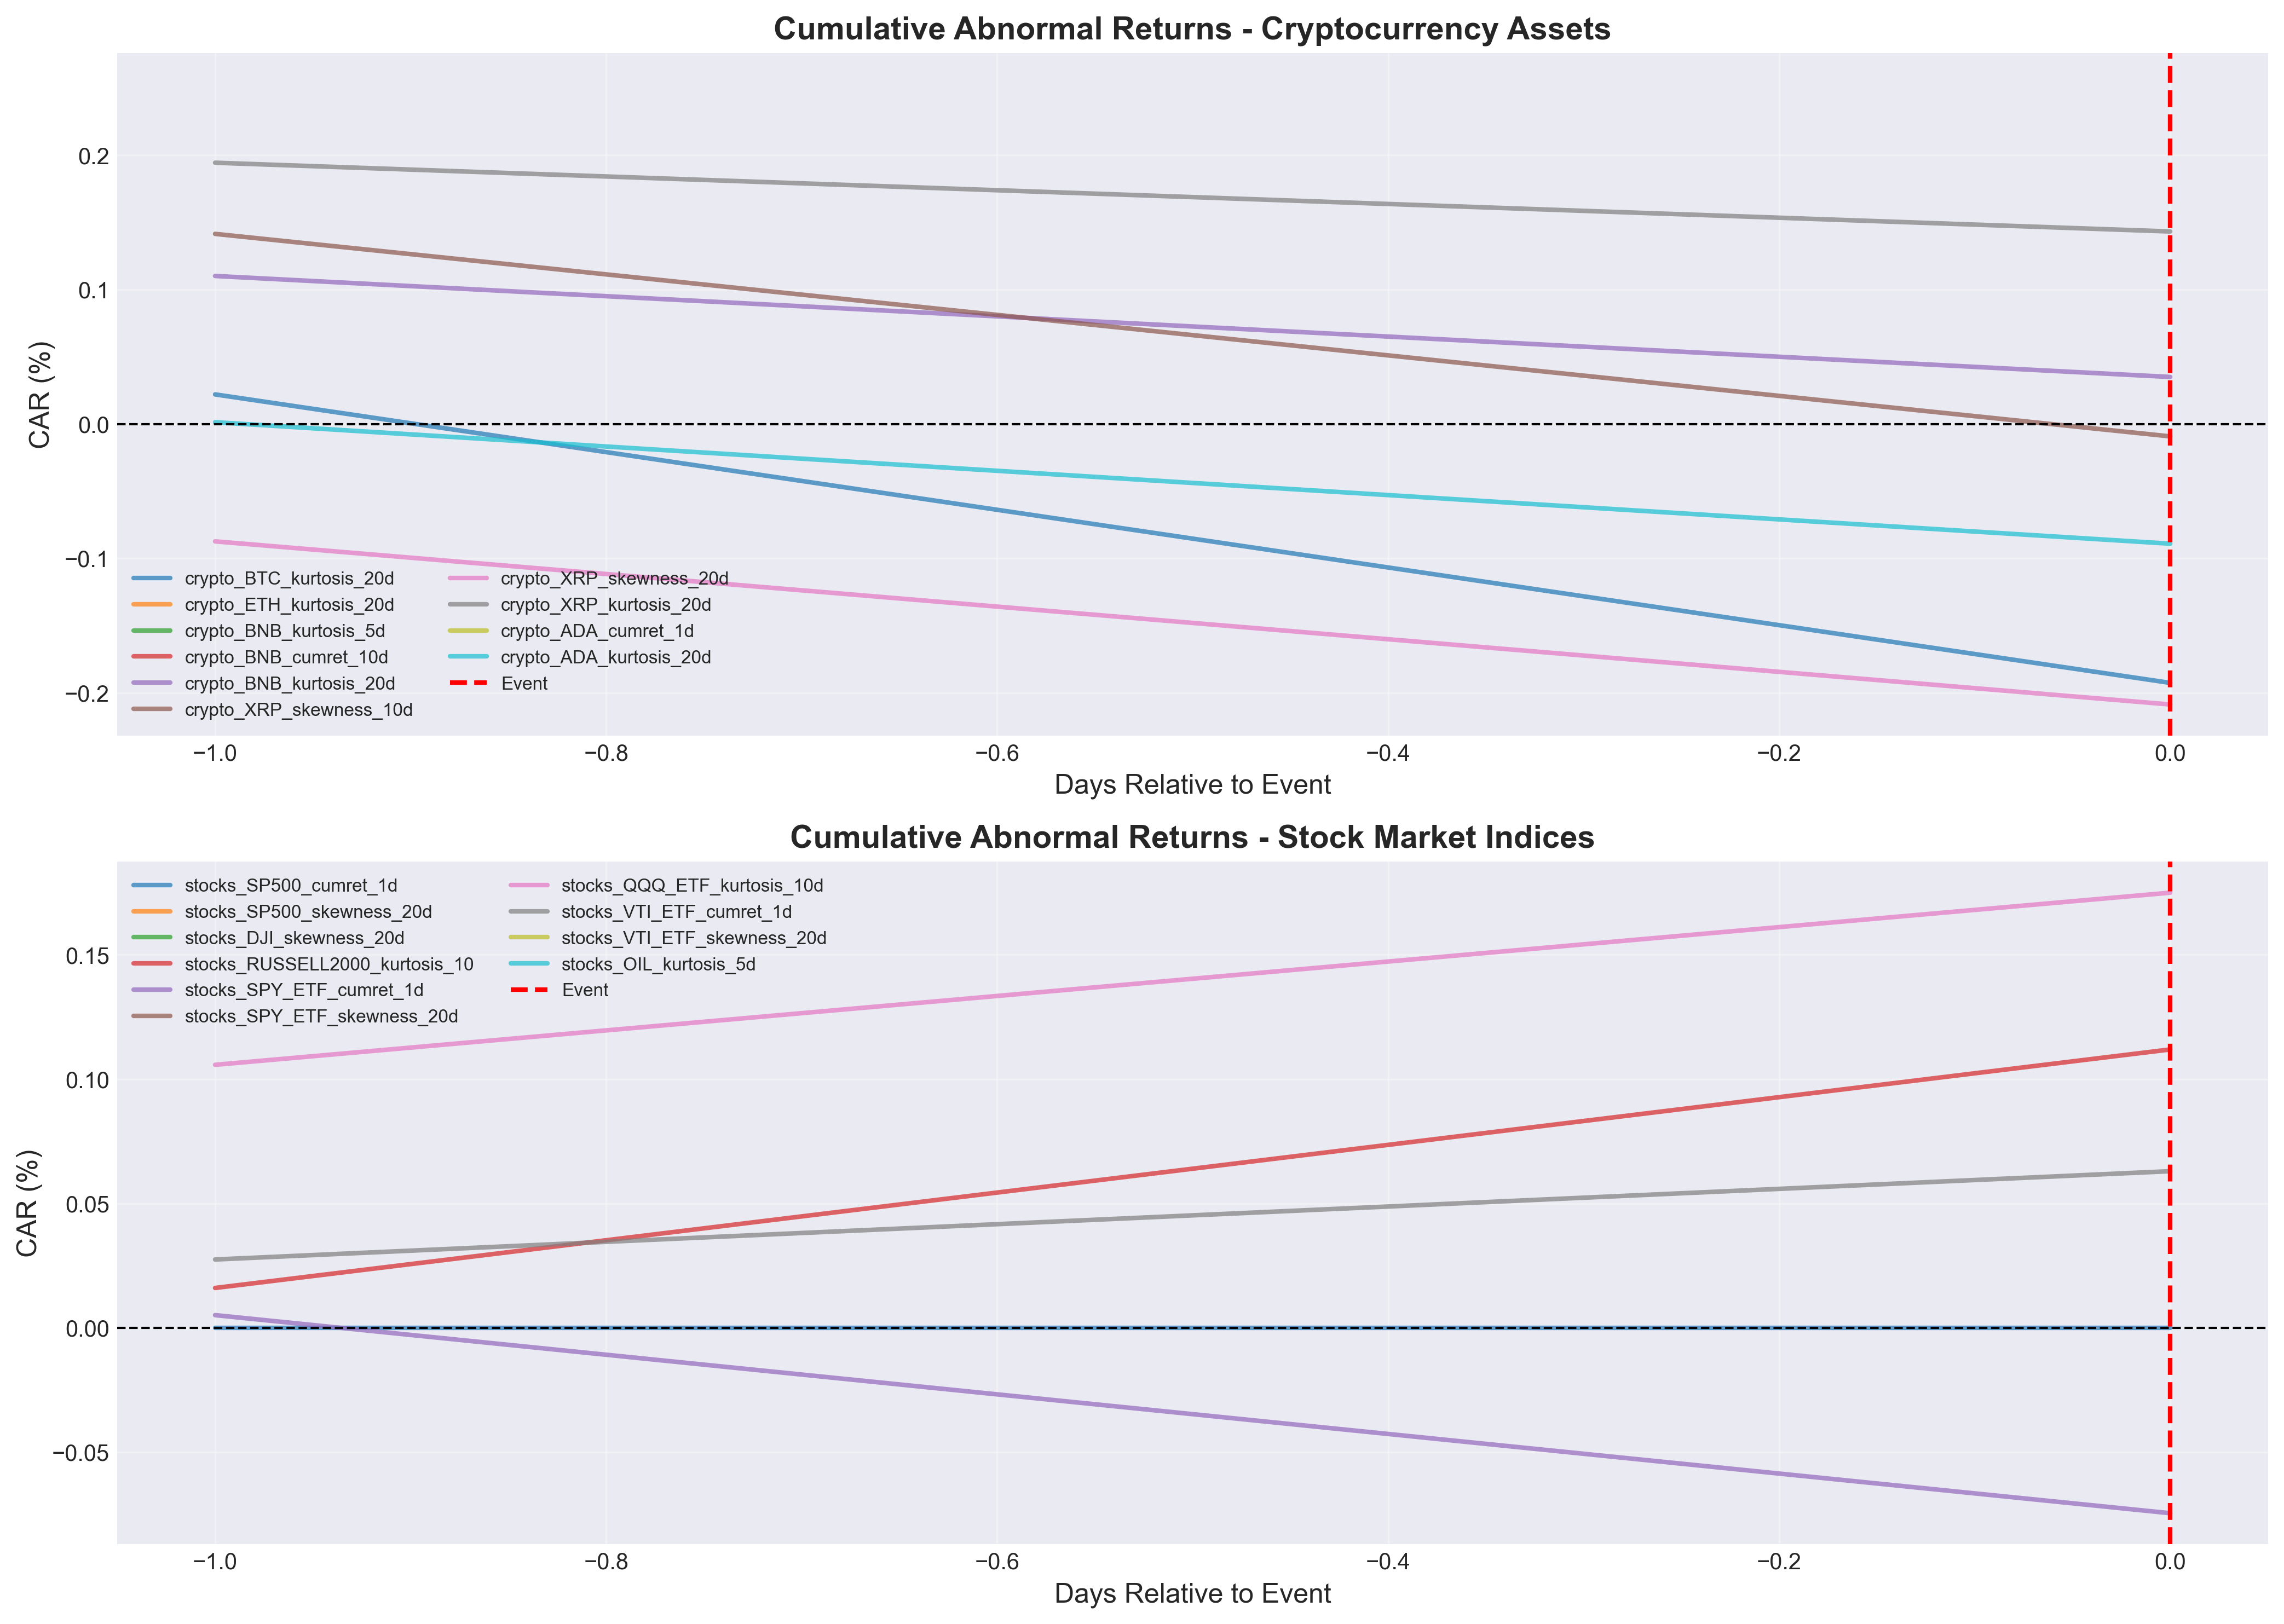 Cumulative Abnormal Returns - Cryptocurrency Assets
CAR (%)
0.2
0.1
0.0
−0.1
−0.2
crypto_BTC_kurtosis_20d
crypto_ETH_kurtosis_20d
crypto_BNB_kurtosis_5d
crypto_BNB_cumret_10d
crypto_BNB_kurtosis_20d
crypto_XRP_skewness_10d
crypto_XRP_skewness_20d
crypto_XRP_kurtosis_20d
crypto_ADA_cumret_1d
crypto_ADA_kurtosis_20d
Event
−1.0 −0.8 −0.6 −0.4 −0.2 0.0
Days Relative to Event
Cumulative Abnormal Returns - Stock Market Indices
CAR (%)
0.15
0.10
0.05
0.00
−0.05
stocks_SP500_cumret_1d
stocks_SP500_skewness_20d
stocks_DJI_skewness_20d
stocks_RUSSELL2000_kurtosis_10
stocks_SPY_ETF_cumret_1d
stocks_SPY_ETF_skewness_20d
stocks_QQQ_ETF_kurtosis_10d
stocks_VTI_ETF_cumret_1d
stocks_VTI_ETF_skewness_20d
stocks_OIL_kurtosis_5d
Event
−1.0 −0.8 −0.6 −0.4 −0.2 0.0
Days Relative to Event